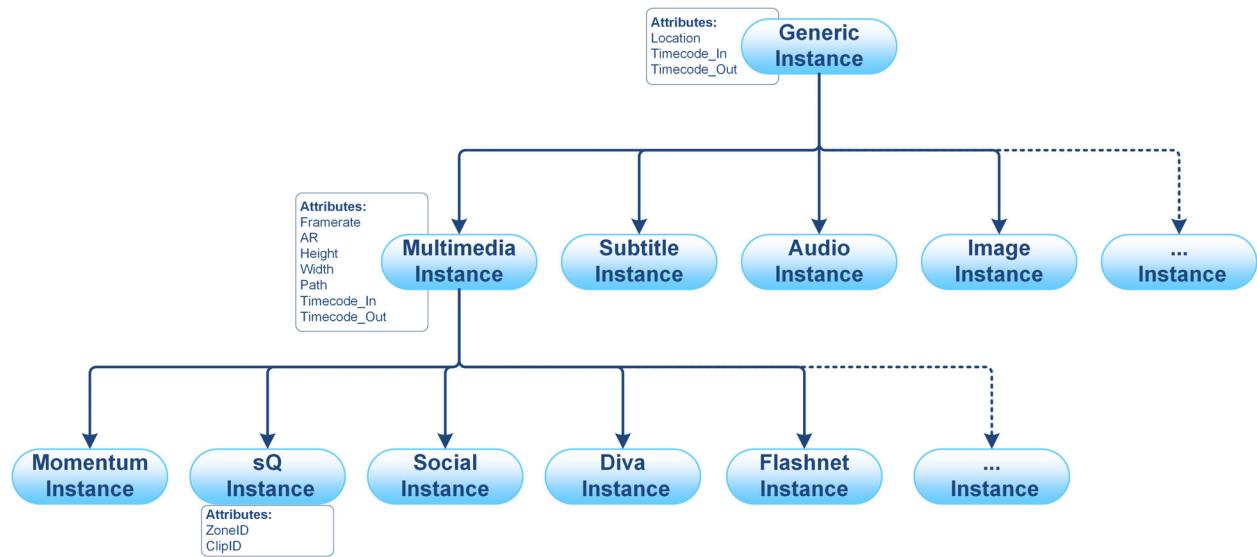 Attributes:
Location
Timecode_In
Timecode_Out
Generic
Instance
Attributes:
Framerate
AR
Height
Width
Path
Timecode_In
Timecode_Out
Multimedia
Instance
Subtitle
Instance
Audio
Instance
Image
Instance
...
Instance
Momentum
Instance
sQ
Instance
Attributes:
ZoneID
ClipID
Social
Instance
Diva
Instance
Flashnet
Instance
...
Instance